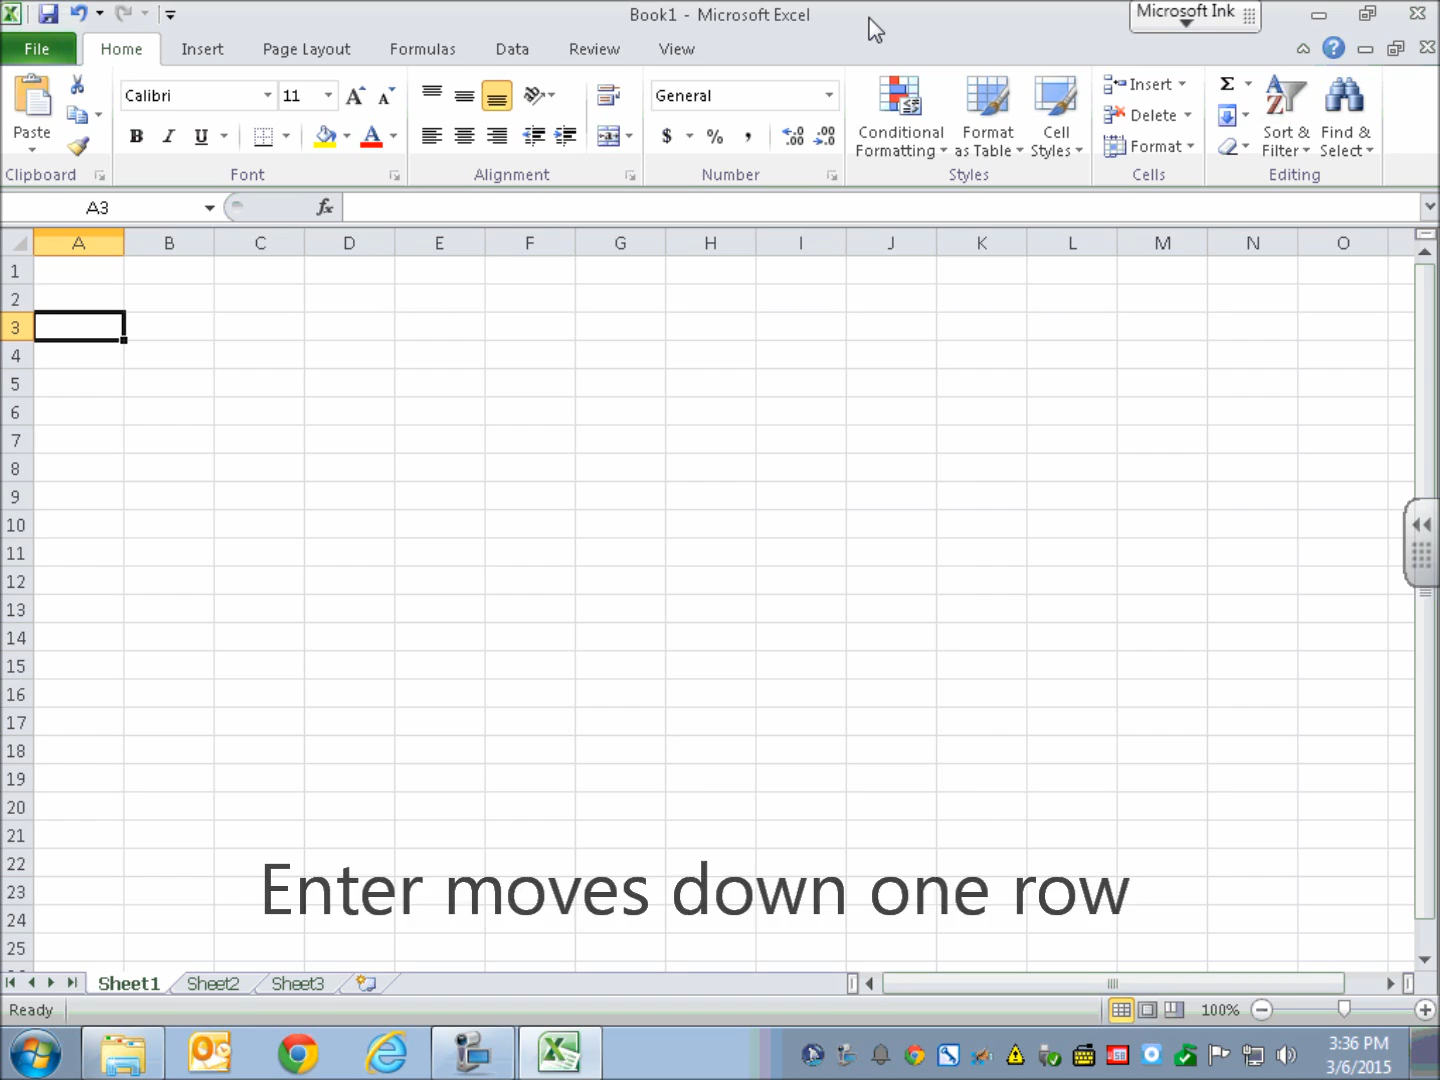 Book1 - Microsoft Excel
Microsoft Ink
File Home Insert Page Layout Formulas Data Review View
Calibri 11 General
Paste
B I U
$ % ,
Conditional Formatting
Format as Table
Cell Styles
Insert
Delete
Format
Σ
Sort & Filter
Find & Select
Clipboard Font Alignment Number Styles Cells Editing
A3 fx
A B C D E F G H I J K L M N O
1
2
3
4
5
6
7
8
9
10
11
12
13
14
15
16
17
18
19
20
21
22
23
24
25
Enter moves down one row
Sheet1 Sheet2 Sheet3
Ready 100%
3:36 PM
3/6/2015